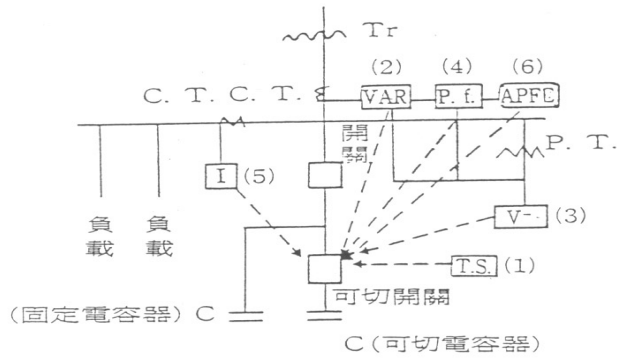 Tr
(2) (4) (6)
C. T. C. T. VAR P. f. APFE
開關
P. T.
I (5)
負載 負載
V (3)
T.S. (1)
可切開關
(固定電容器) C
C (可切電容器)